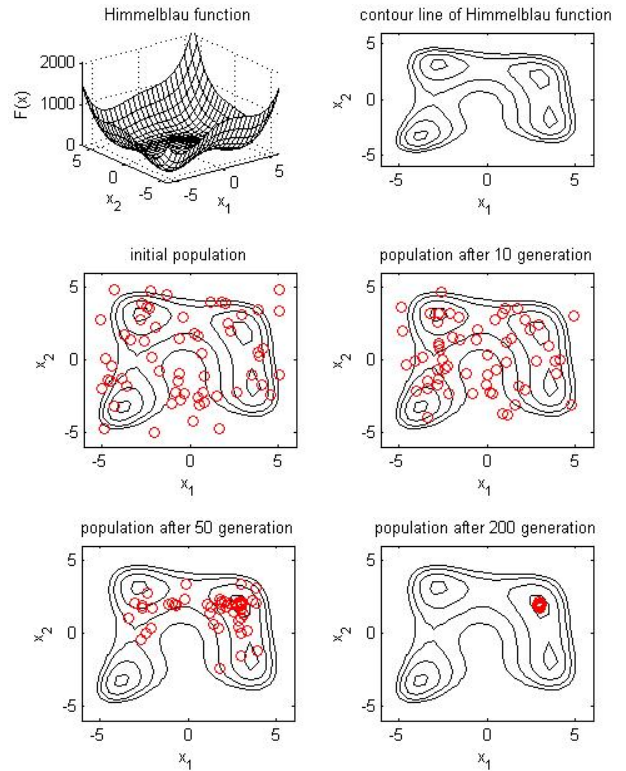 Himmelblau function
2000
1000
0
F(x)
5
0
-5
x2
-5
0
5
x1
contour line of Himmelblau function
5
0
-5
x2
-5
0
5
x1
initial population
5
0
-5
x2
-5
0
5
x1
population after 10 generation
5
0
-5
x2
-5
0
5
x1
population after 50 generation
5
0
-5
x2
-5
0
5
x1
population after 200 generation
5
0
-5
x2
-5
0
5
x1